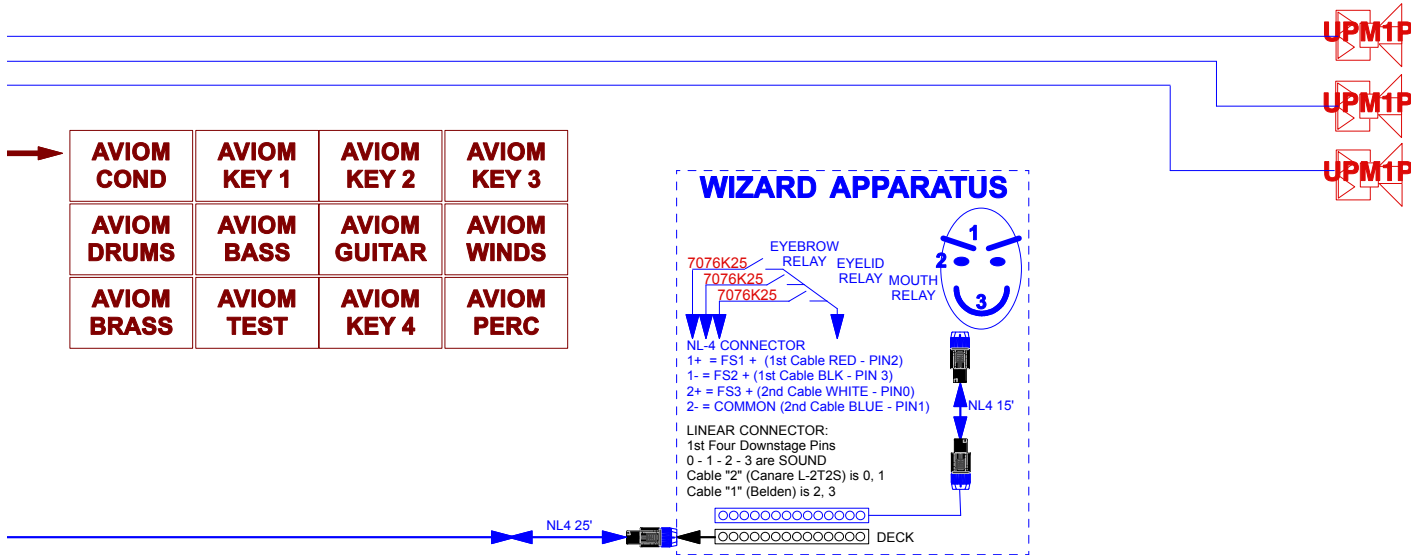 UPM1P
UPM1P
UPM1P
AVIOM COND
AVIOM KEY 1
AVIOM KEY 2
AVIOM KEY 3
AVIOM DRUMS
AVIOM BASS
AVIOM GUITAR
AVIOM WINDS
AVIOM BRASS
AVIOM TEST
AVIOM KEY 4
AVIOM PERC
WIZARD APPARATUS
1
2
3
EYEBROW
RELAY
EYELID
RELAY
MOUTH
RELAY
7076K25
7076K25
7076K25
NL-4 CONNECTOR
1+ = FS1 + (1st Cable RED - PIN2)
1- = FS2 + (1st Cable BLK - PIN 3)
2+ = FS3 + (2nd Cable WHITE - PIN0)
2- = COMMON (2nd Cable BLUE - PIN1)
NL4 15'
LINEAR CONNECTOR:
1st Four Downstage Pins
0 - 1 - 2 - 3 are SOUND
Cable "2" (Canare L-2T2S) is 0, 1
Cable "1" (Belden) is 2, 3
NL4 25'
DECK